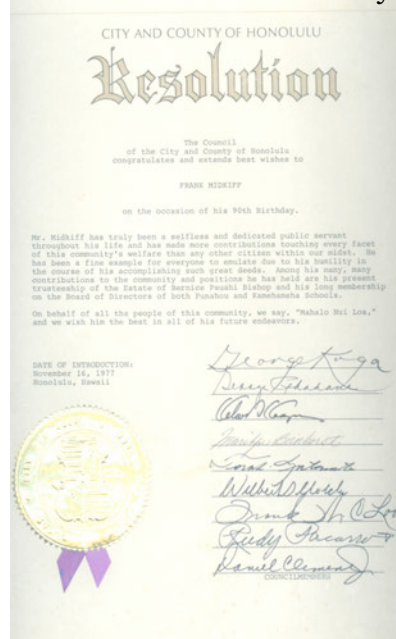 CITY AND COUNTY OF HONOLULU
Resolution
The Council
of the City and County of Honolulu
congratulates and extends best wishes to
FRANK MIDKIFF
on the occasion of his 90th Birthday.
Mr. Midkiff has truly been a selfless and dedicated public servant
throughout his life and has made more contributions touching every facet
of this community's welfare than any other citizen within our midst. He
has been a fine example for everyone to emulate due to his humility in
the course of his accomplishing such great deeds. Among his many, many
contributions to the community and positions he has held are his present
trusteeship of the Estate of Bernice Pauahi Bishop and his long membership
on the Board of Directors of both Punahou and Kamehameha Schools.
On behalf of all the people of this community, we say, "Mahalo Nui Loa,"
and we wish him the best in all of his future endeavors.
DATE OF INTRODUCTION:
November 16, 1977
Honolulu, Hawaii
George Koga
George Akahane
Toraki Matsumoto
Frank W C Loo
Rudy Pacarro
Daniel Clement Jr
COUNCILMEMBERS